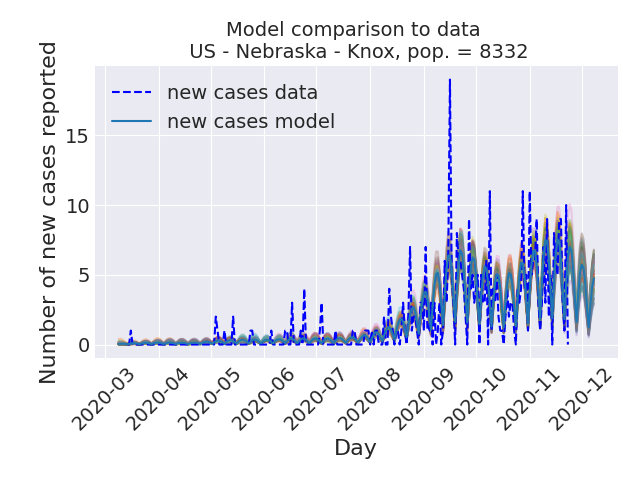 Model comparison to data
US - Nebraska - Knox, pop. = 8332
new cases data
new cases model
Number of new cases reported
15
10
5
0
2020-03
2020-04
2020-05
2020-06
2020-07
2020-08
2020-09
2020-10
2020-11
2020-12
Day